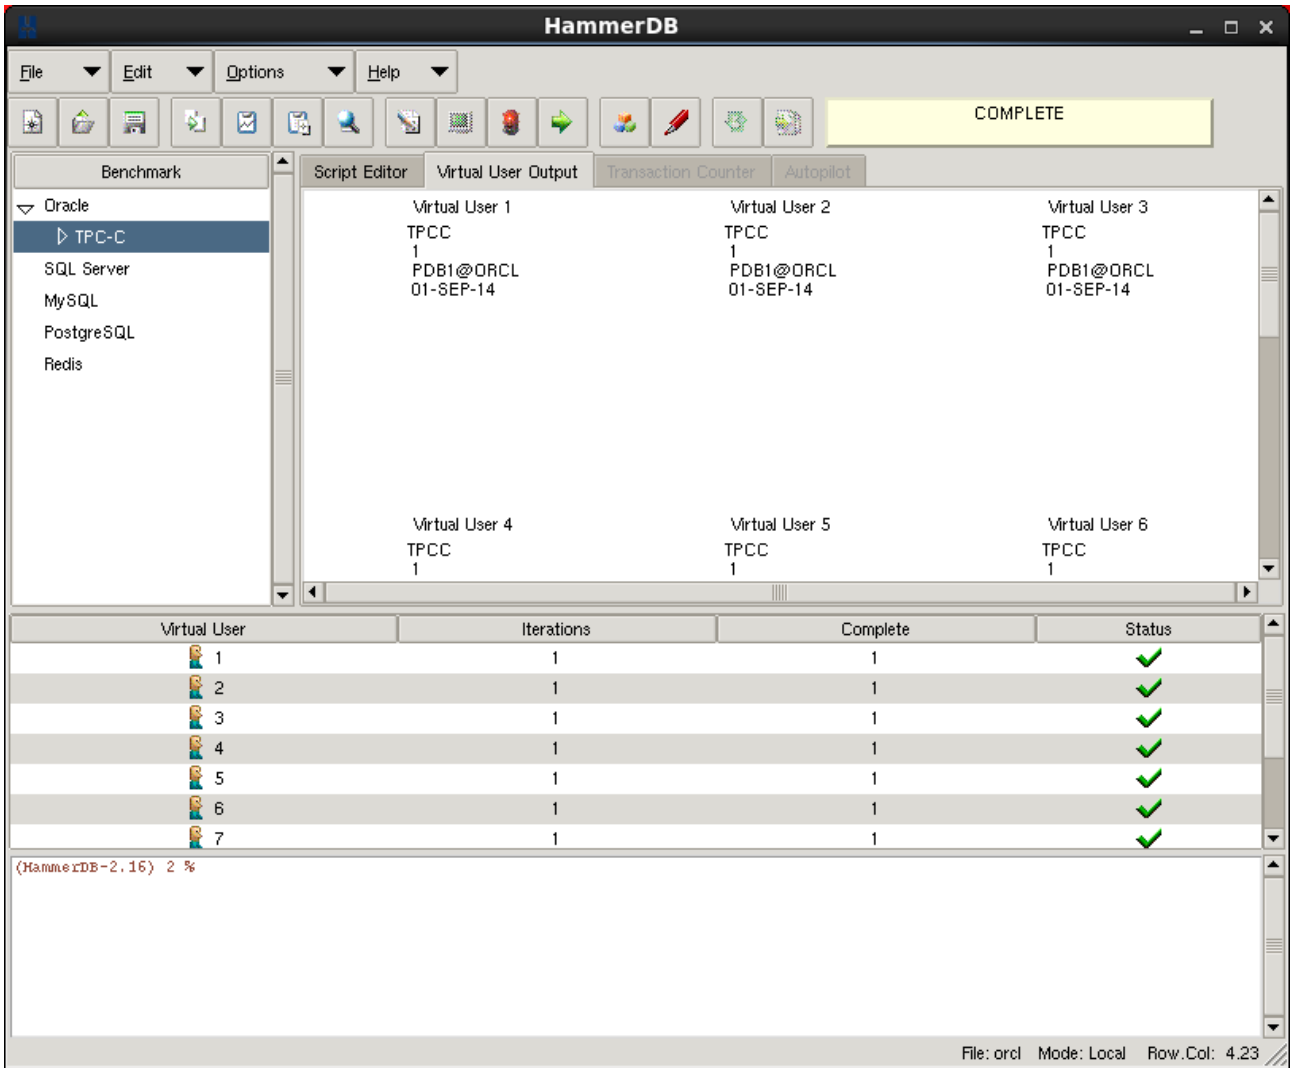 HammerDB
File Edit Options Help
COMPLETE
Benchmark
Script Editor Virtual User Output Transaction Counter Autopilot
Oracle
TPC-C
SQL Server
MySQL
PostgreSQL
Redis
Virtual User 1 Virtual User 2 Virtual User 3
TPCC TPCC TPCC
1 1 1
PDB1@ORCL PDB1@ORCL PDB1@ORCL
01-SEP-14 01-SEP-14 01-SEP-14
Virtual User 4 Virtual User 5 Virtual User 6
TPCC TPCC TPCC
1 1 1
Virtual User Iterations Complete Status
1 1 1
2 1 1
3 1 1
4 1 1
5 1 1
6 1 1
7 1 1
(HammerDB-2.16) 2 %
File: orcl Mode: Local Row.Col: 4.23